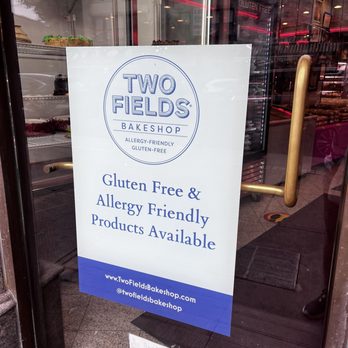 TWO
FIELDS
BAKESHOP
ALLERGY-FRIENDLY
GLUTEN-FREE
Gluten Free &
Allergy Friendly
Products Available
www.TwoFieldsBakeshop.com
@twofieldsbakeshop